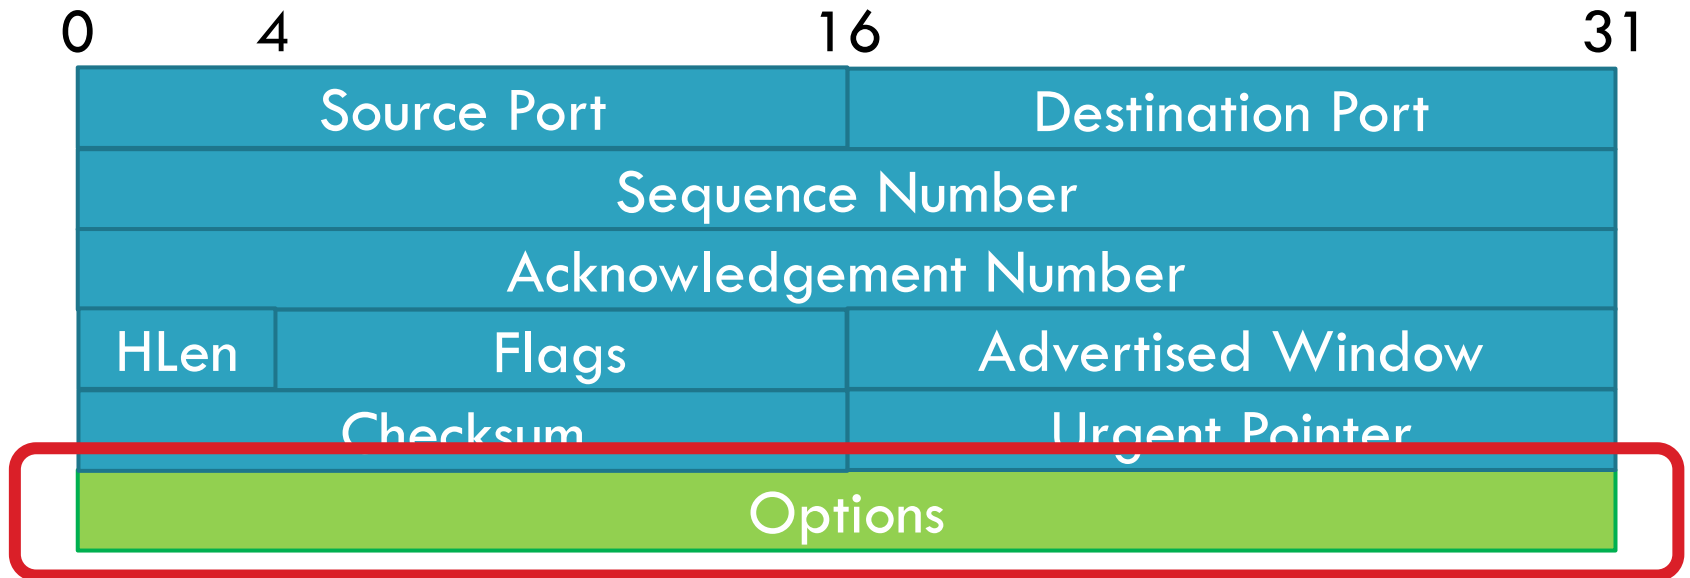 0 4 16 31
Source Port Destination Port
Sequence Number
Acknowledgement Number
HLen Flags Advertised Window
Checksum Urgent Pointer
Options